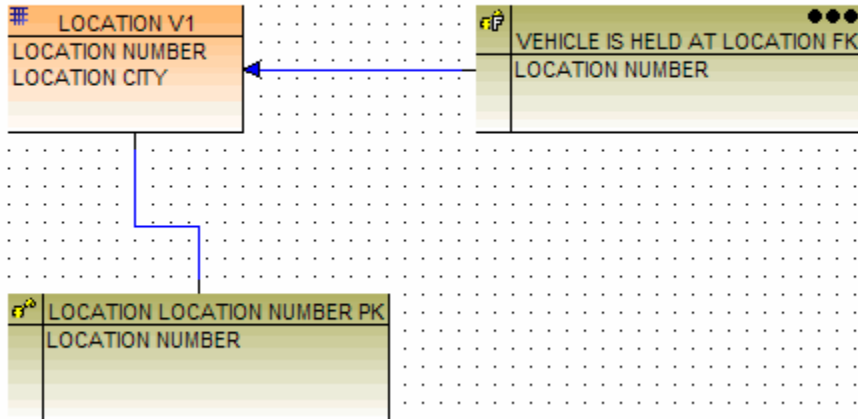 LOCATION V1
LOCATION NUMBER
LOCATION CITY
VEHICLE IS HELD AT LOCATION FK
LOCATION NUMBER
LOCATION LOCATION NUMBER PK
LOCATION NUMBER